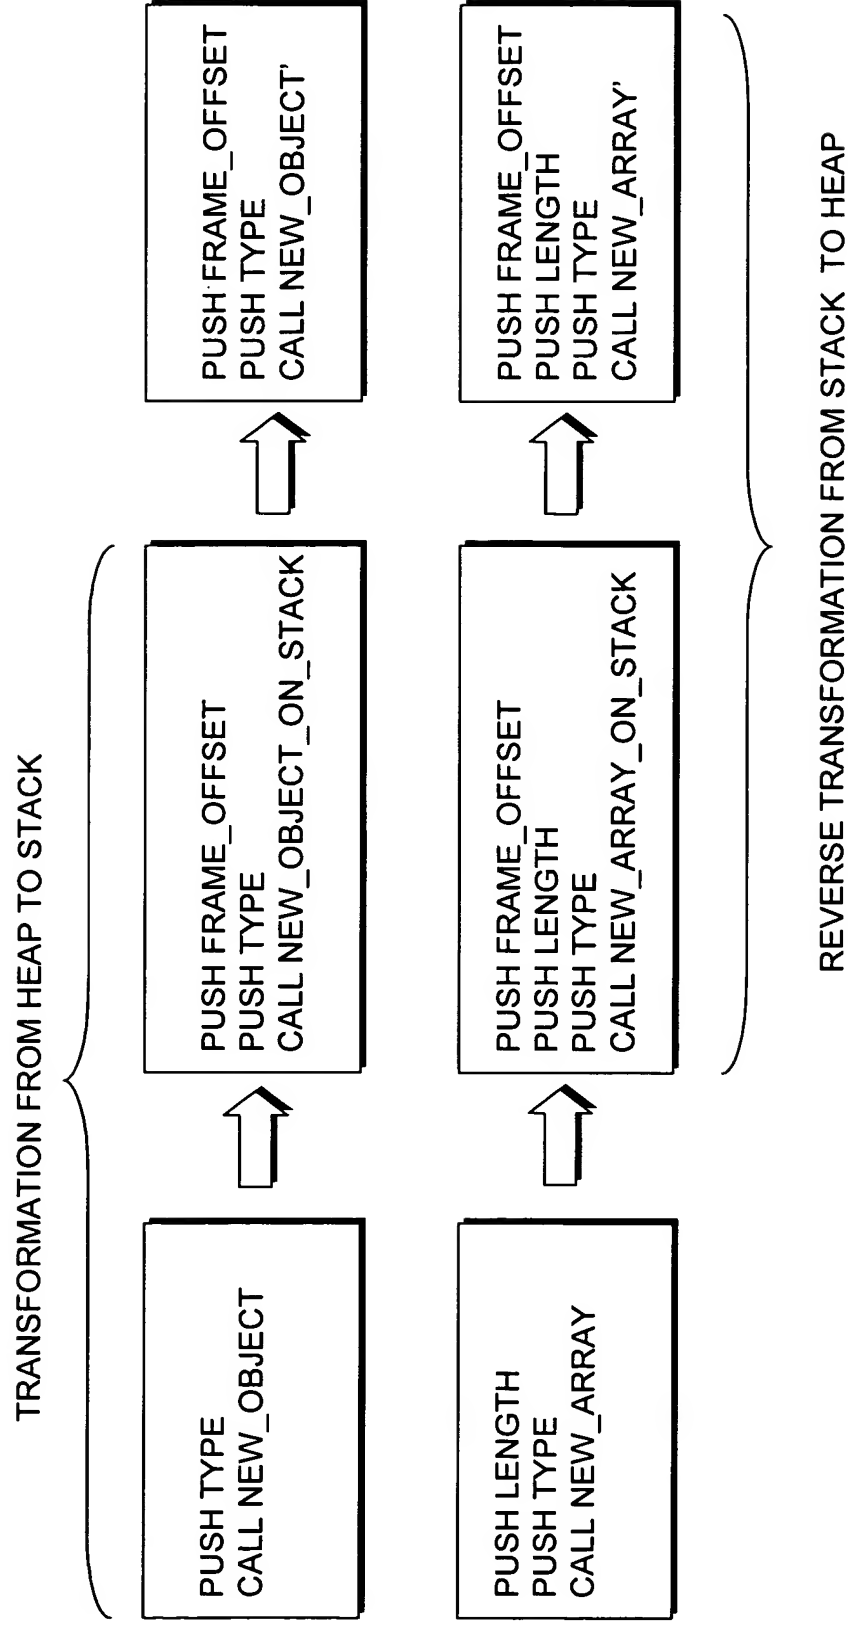 TRANSFORMATION FROM HEAP TO STACK
PUSH TYPE
CALL NEW_OBJECT
PUSH FRAME_OFFSET
PUSH TYPE
CALL NEW_OBJECT_ON_STACK
PUSH FRAME_OFFSET
PUSH TYPE
CALL NEW_OBJECT'
PUSH LENGTH
PUSH TYPE
CALL NEW_ARRAY
PUSH FRAME_OFFSET
PUSH LENGTH
PUSH TYPE
CALL NEW_ARRAY_ON_STACK
PUSH FRAME_OFFSET
PUSH LENGTH
PUSH TYPE
CALL NEW_ARRAY'
REVERSE TRANSFORMATION FROM STACK TO HEAP